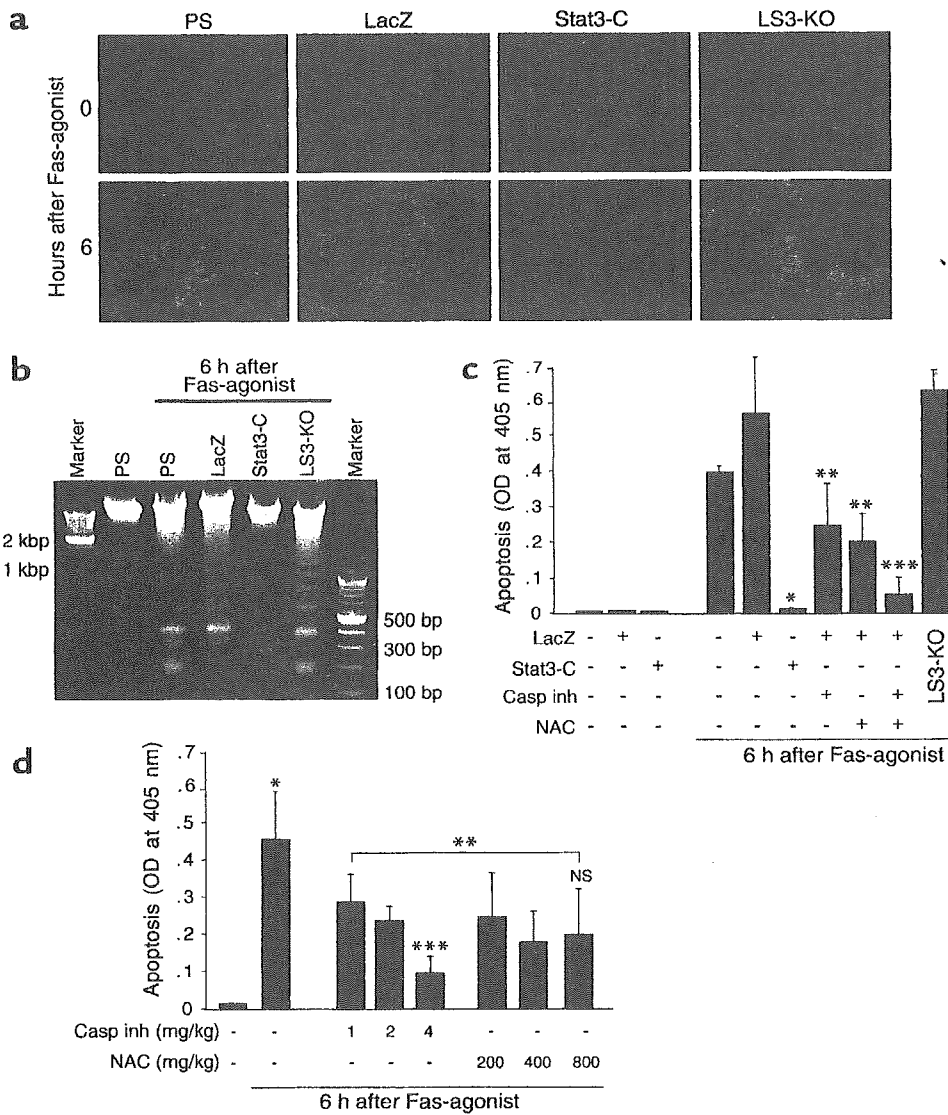 a
PS LacZ Stat3-C LS3-KO
Hours after Fas-agonist
0
6
b
6 h after
Fas-agonist
Marker PS PS LacZ Stat3-C LS3-KO Marker
2 kbp
1 kbp
500 bp
300 bp
100 bp
c
Apoptosis (OD at 405 nm)
.7
.6
.5
.4
.3
.2
.1
0
** ** * ***
LacZ - + - - + - + + +
Stat3-C - - + - - + - - -
Casp inh - - - - - - + - +
NAC - - - - - - - + +
LS3-KO
6 h after Fas-agonist
d
Apoptosis (OD at 405 nm)
.7
.6
.5
.4
.3
.2
.1
0
*
**
NS
***
Casp inh (mg/kg) - - 1 2 4 - - -
NAC (mg/kg) - - - - - 200 400 800
6 h after Fas-agonist